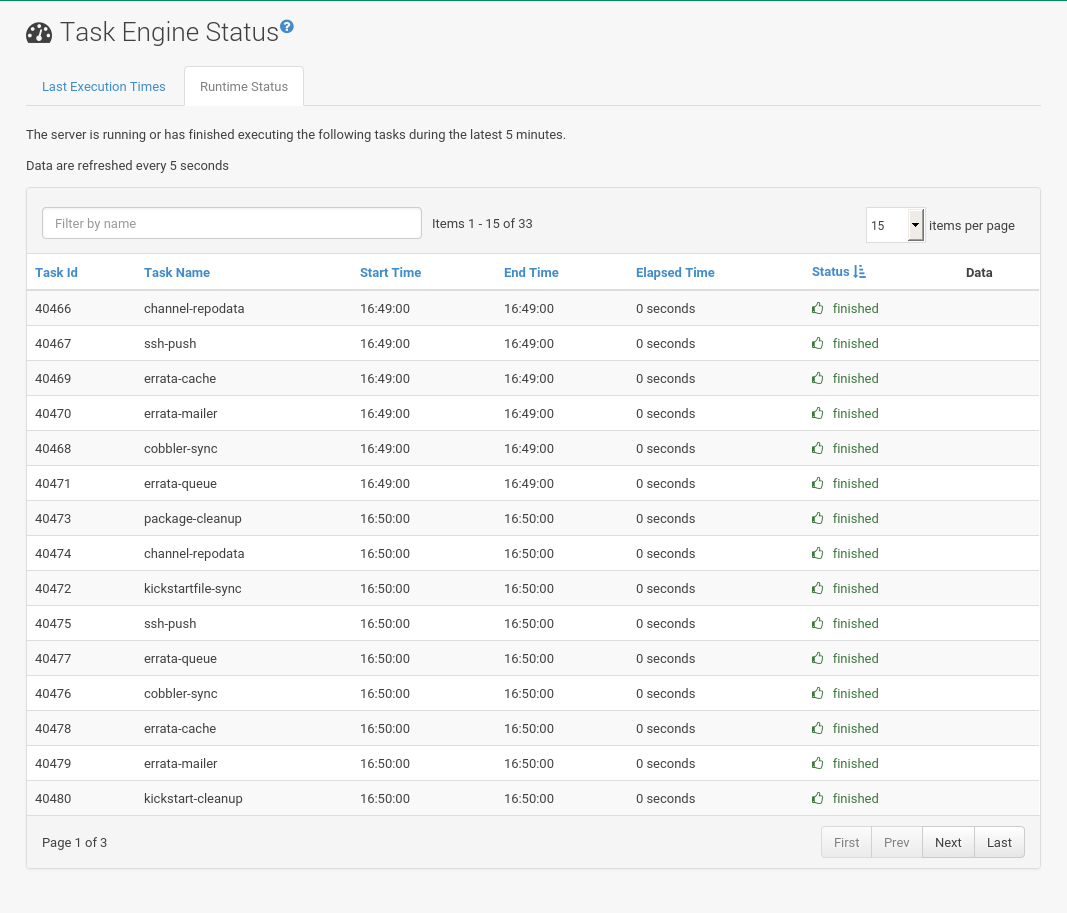 Task Engine Status?
Last Execution Times Runtime Status
The server is running or has finished executing the following tasks during the latest 5 minutes.
Data are refreshed every 5 seconds
Filter by name Items 1 - 15 of 33 15 items per page
Task Id Task Name Start Time End Time Elapsed Time Status Data
40466 channel-repodata 16:49:00 16:49:00 0 seconds finished
40467 ssh-push 16:49:00 16:49:00 0 seconds finished
40469 errata-cache 16:49:00 16:49:00 0 seconds finished
40470 errata-mailer 16:49:00 16:49:00 0 seconds finished
40468 cobbler-sync 16:49:00 16:49:00 0 seconds finished
40471 errata-queue 16:49:00 16:49:00 0 seconds finished
40473 package-cleanup 16:50:00 16:50:00 0 seconds finished
40474 channel-repodata 16:50:00 16:50:00 0 seconds finished
40472 kickstartfile-sync 16:50:00 16:50:00 0 seconds finished
40475 ssh-push 16:50:00 16:50:00 0 seconds finished
40477 errata-queue 16:50:00 16:50:00 0 seconds finished
40476 cobbler-sync 16:50:00 16:50:00 0 seconds finished
40478 errata-cache 16:50:00 16:50:00 0 seconds finished
40479 errata-mailer 16:50:00 16:50:00 0 seconds finished
40480 kickstart-cleanup 16:50:00 16:50:00 0 seconds finished
Page 1 of 3 First Prev Next Last